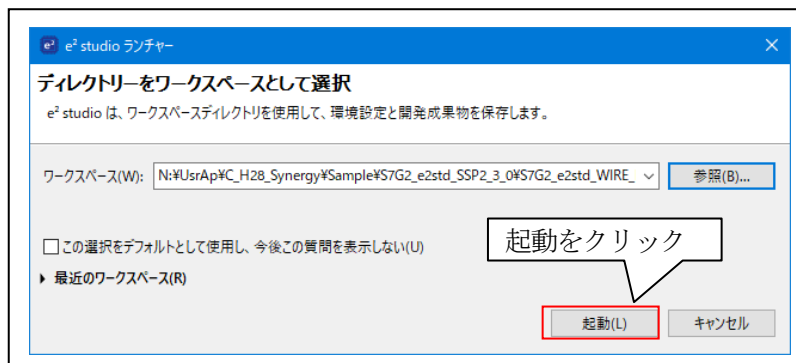 e² studio ランチャー
ディレクトリーをワークスペースとして選択
e² studio は、ワークスペースディレクトリを使用して、環境設定と開発成果物を保存します。
ワークスペース(W): N:¥UsrAp¥C_H28_Synergy¥Sample¥S7G2_e2std_SSP2_3_0¥S7G2_e2std_WIRE_ 参照(B)...
起動をクリック
この選択をデフォルトとして使用し、今後この質問を表示しない(U)
最近のワークスペース(R)
起動(L) キャンセル